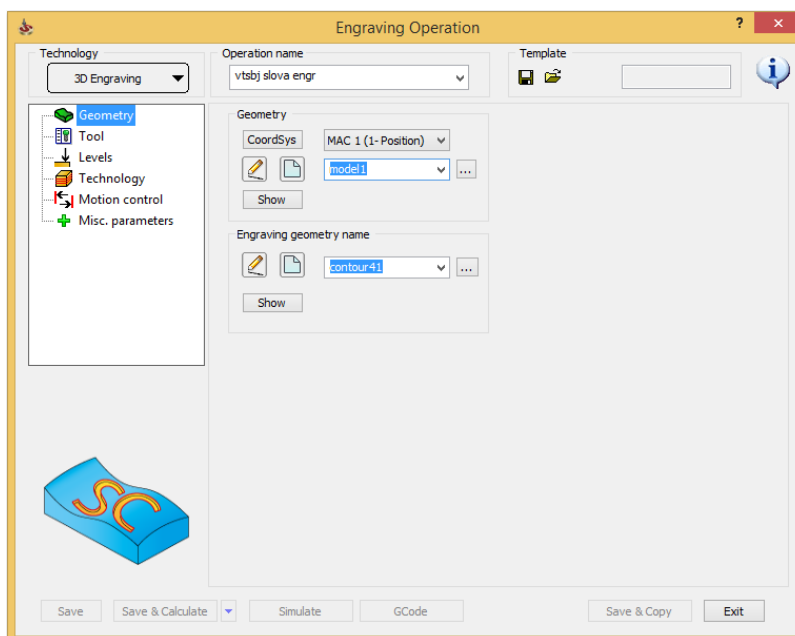 Engraving Operation
?
x
Technology
3D Engraving
Operation name
vtsbj slova engr
Template
Geometry
Tool
Levels
Technology
Motion control
Misc. parameters
Geometry
CoordSys
MAC 1 (1- Position)
model1
...
Show
Engraving geometry name
contour41
...
Show
SC
Save
Save & Calculate
Simulate
GCode
Save & Copy
Exit